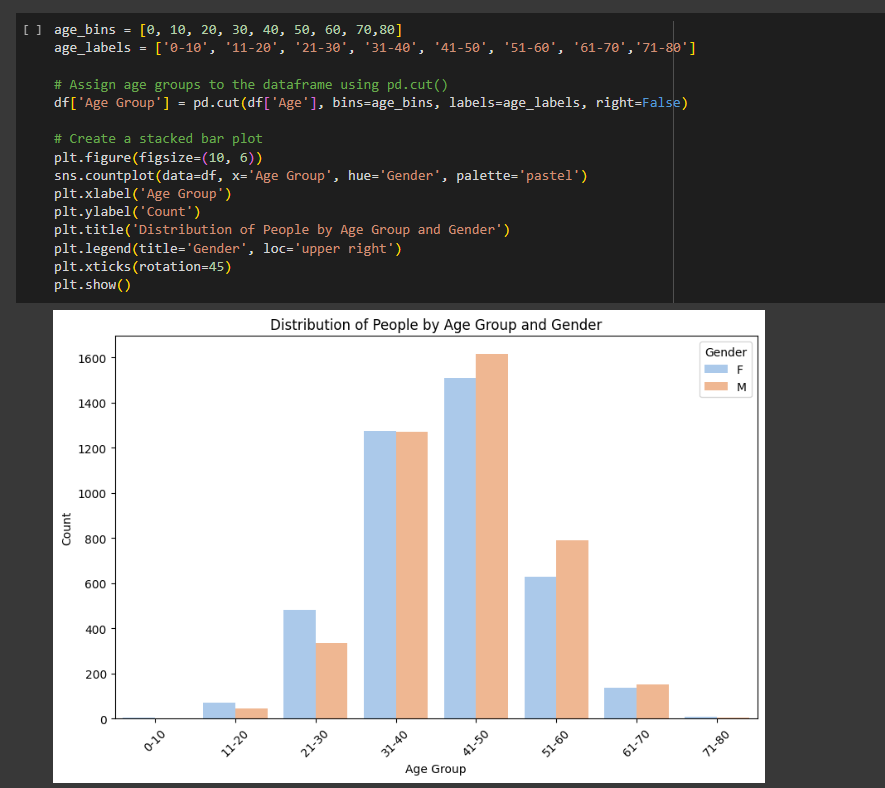 [ ] age_bins = [0, 10, 20, 30, 40, 50, 60, 70,80]
age_labels = ['0-10', '11-20', '21-30', '31-40', '41-50', '51-60', '61-70','71-80']
# Assign age groups to the dataframe using pd.cut()
df['Age Group'] = pd.cut(df['Age'], bins=age_bins, labels=age_labels, right=False)
# Create a stacked bar plot
plt.figure(figsize=(10, 6))
sns.countplot(data=df, x='Age Group', hue='Gender', palette='pastel')
plt.xlabel('Age Group')
plt.ylabel('Count')
plt.title('Distribution of People by Age Group and Gender')
plt.legend(title='Gender', loc='upper right')
plt.xticks(rotation=45)
plt.show()
Distribution of People by Age Group and Gender
Gender
F
M
1600
1400
1200
1000
800
600
400
200
0
Count
0-10
11-20
21-30
31-40
41-50
51-60
61-70
71-80
Age Group